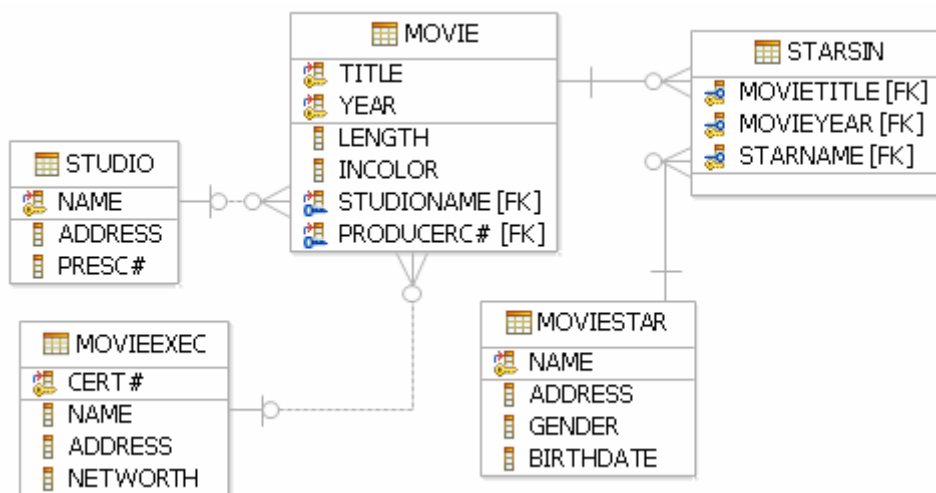 MOVIE
TITLE
YEAR
LENGTH
INCOLOR
STUDIONAME [FK]
PRODUCERC# [FK]
STARSIN
MOVIETITLE [FK]
MOVIEYEAR [FK]
STARNAME [FK]
STUDIO
NAME
ADDRESS
PRESC#
MOVIEEXEC
CERT#
NAME
ADDRESS
NETWORTH
MOVIESTAR
NAME
ADDRESS
GENDER
BIRTHDATE